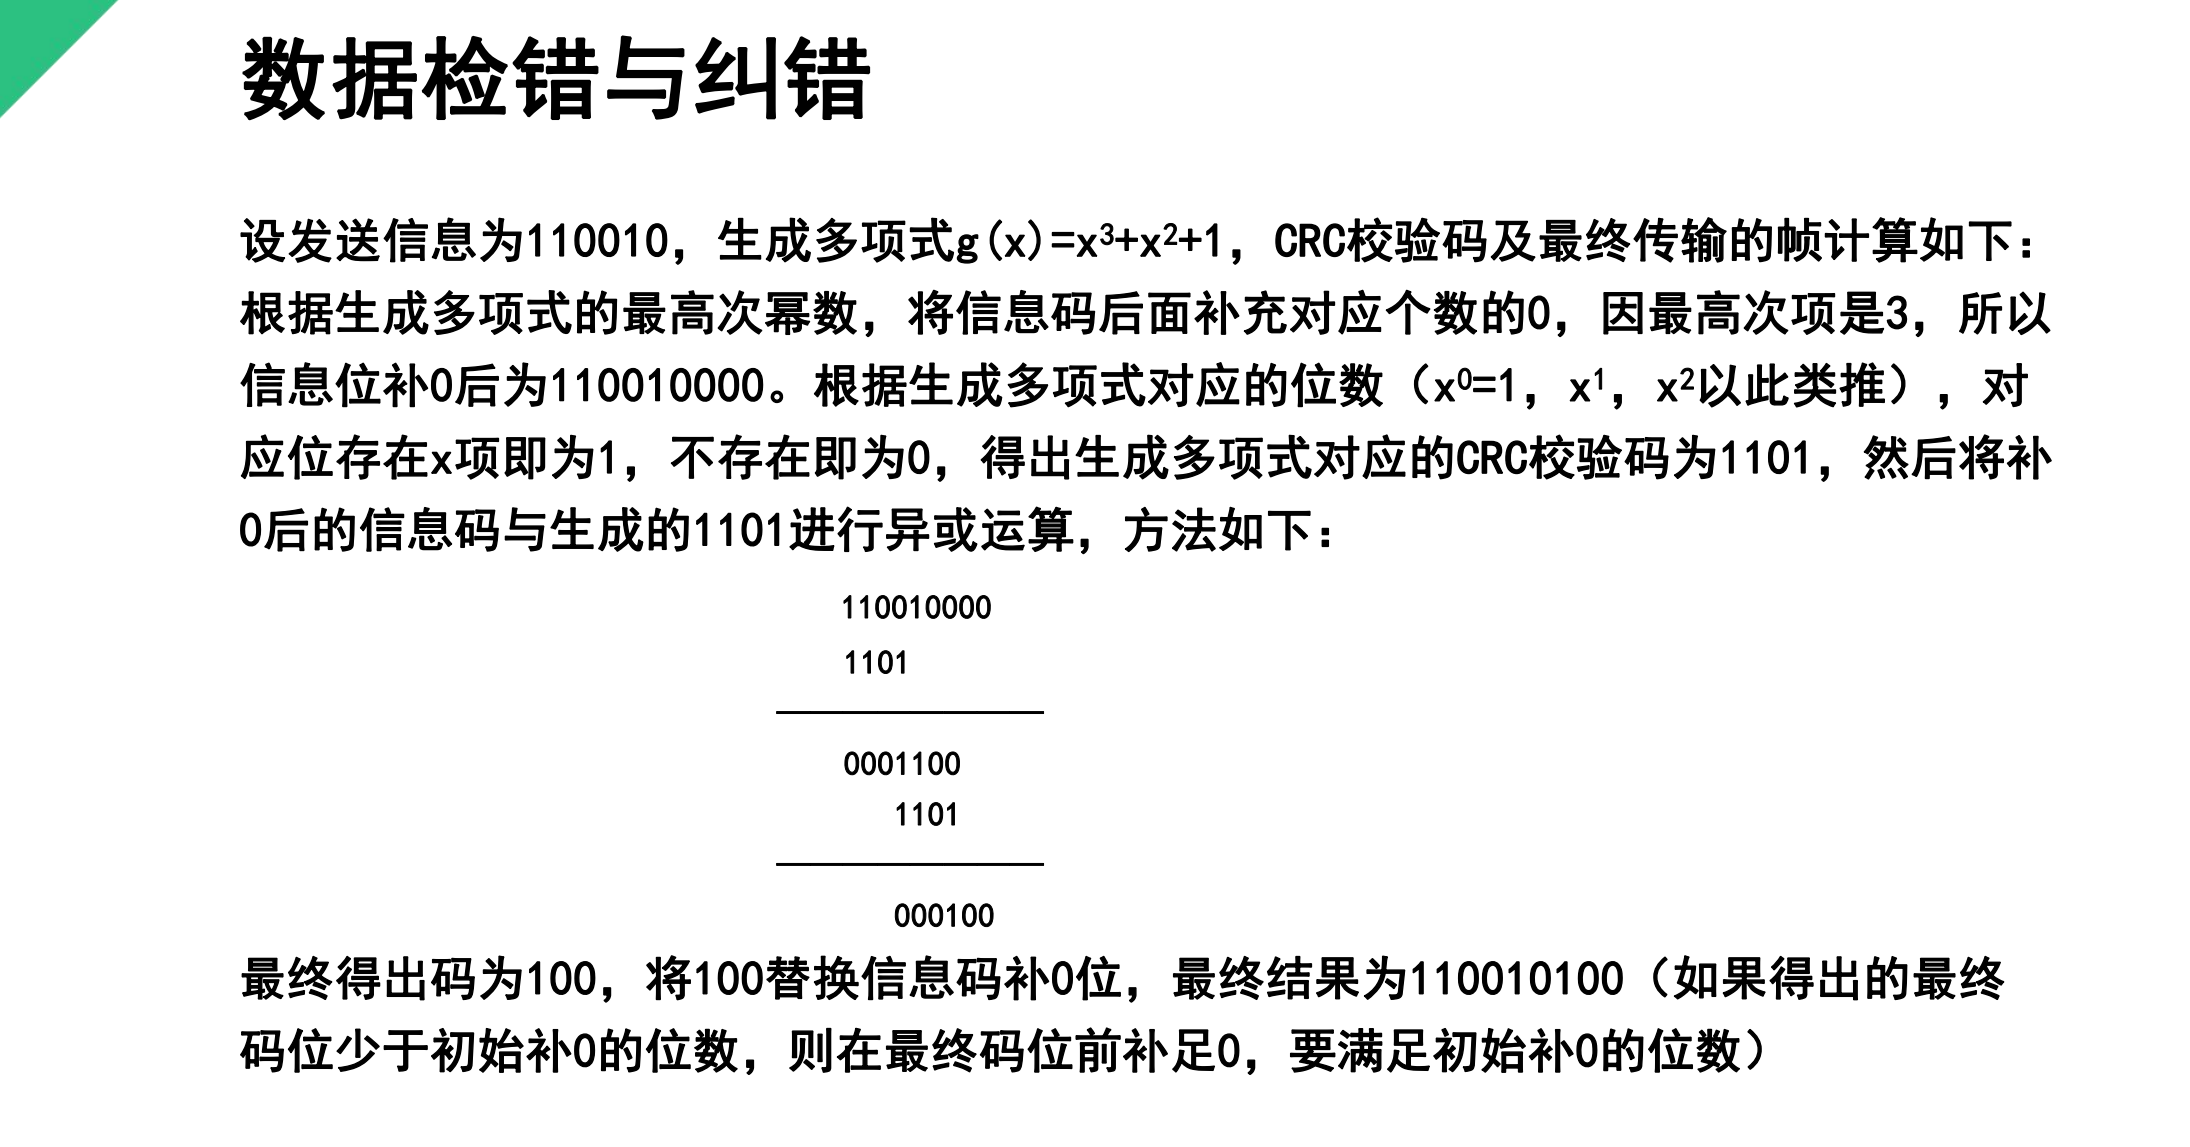 数据检错与纠错
设发送信息为110010，生成多项式g(x)=x³+x²+1，CRC校验码及最终传输的帧计算如下：
根据生成多项式的最高次幂数，将信息码后面补充对应个数的0，因最高次项是3，所以
信息位补0后为110010000。根据生成多项式对应的位数（x⁰=1，x¹，x²以此类推），对
应位存在x项即为1，不存在即为0，得出生成多项式对应的CRC校验码为1101，然后将补
0后的信息码与生成的1101进行异或运算，方法如下：
110010000
1101
0001100
1101
000100
最终得出码为100，将100替换信息码补0位，最终结果为110010100（如果得出的最终
码位少于初始补0的位数，则在最终码位前补足0，要满足初始补0的位数）